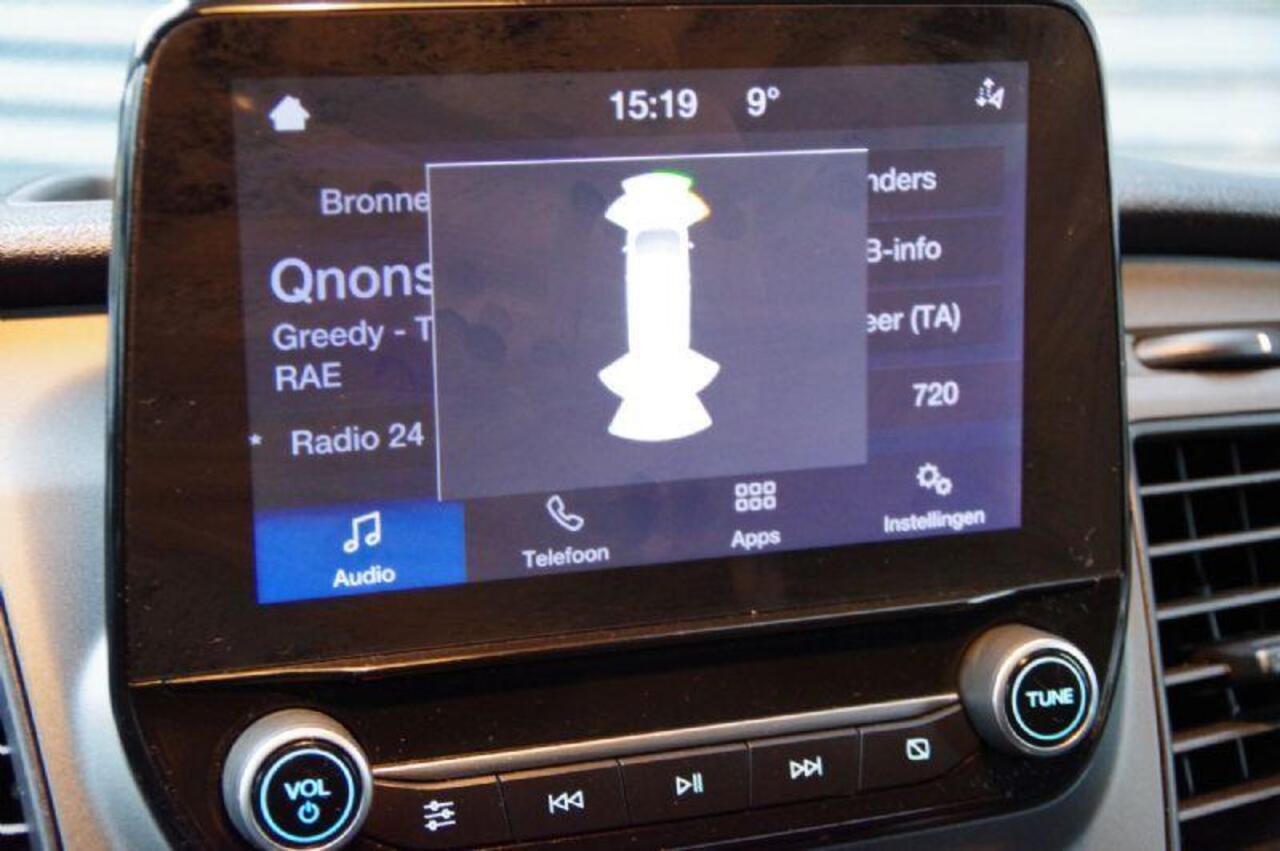 15:19 9°
Bronne
nders
Qnons
B-info
Greedy - T
eer (TA)
RAE
720
* Radio 24
Audio
Telefoon
Apps
Instellingen
VOL
TUNE